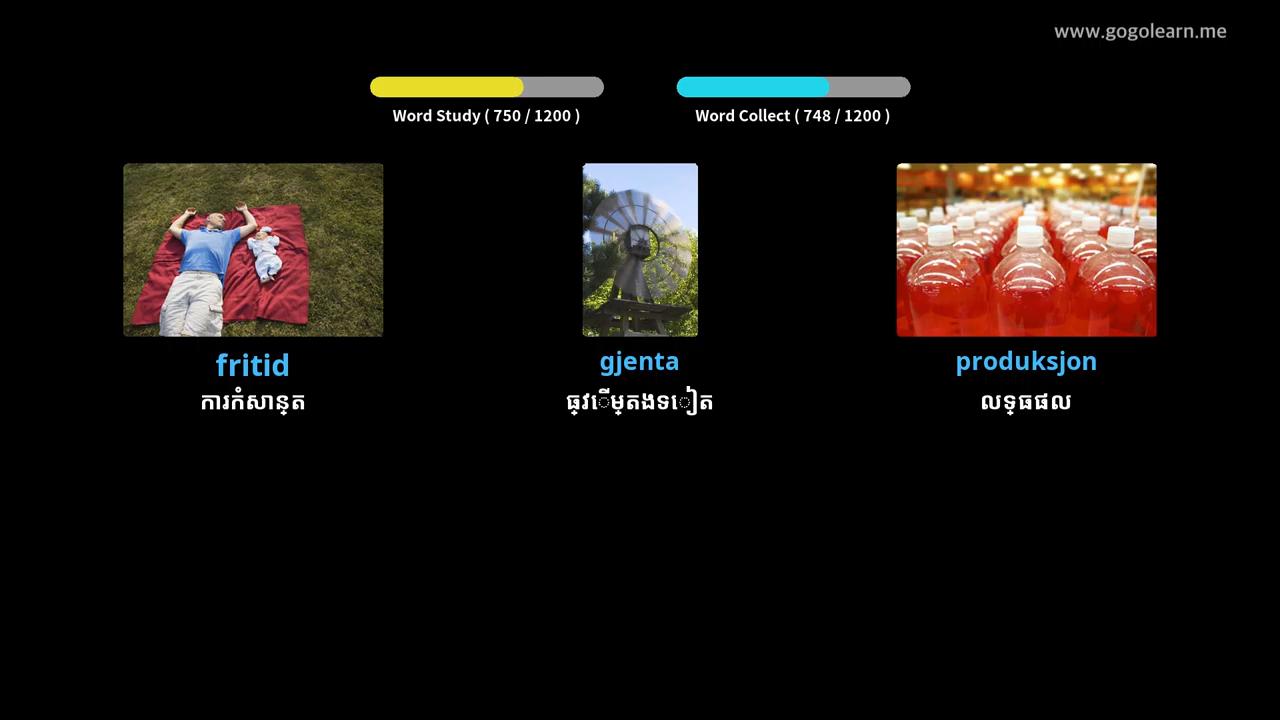 www.gogolearn.me
Word Study ( 750 / 1200 )
Word Collect ( 748 / 1200 )
fritid
ការកំសាន្ត
gjenta
ធ្វើម្តងទៀត
produksjon
លទ្ធផល